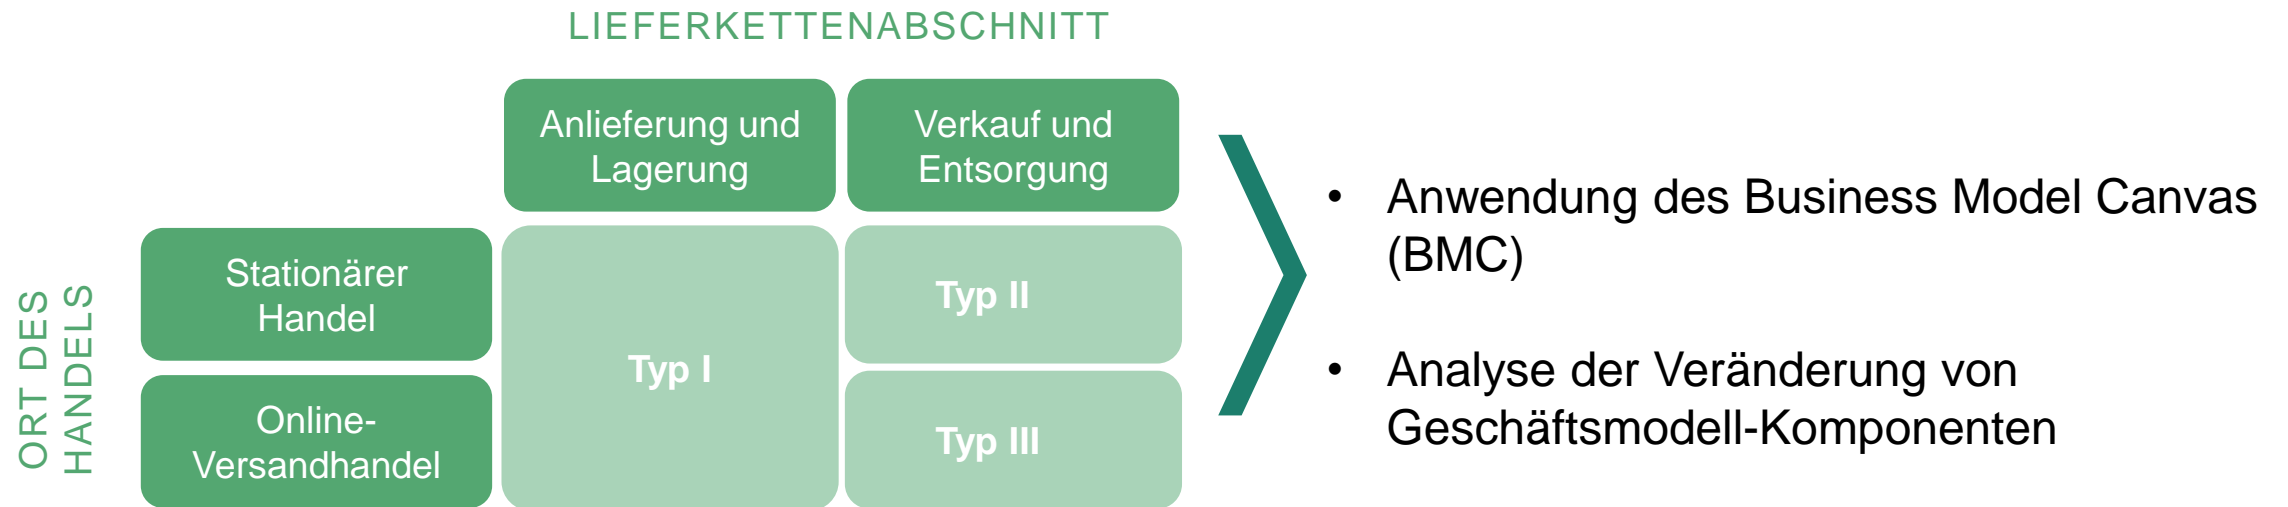 LIEFERKETTENABSCHNITT
Anlieferung und
Lagerung
Verkauf und
Entsorgung
ORT DES
HANDELS
Stationärer
Handel
Online-
Versandhandel
Typ I
Typ II
Typ III
• Anwendung des Business Model Canvas
(BMC)
• Analyse der Veränderung von
Geschäftsmodell-Komponenten